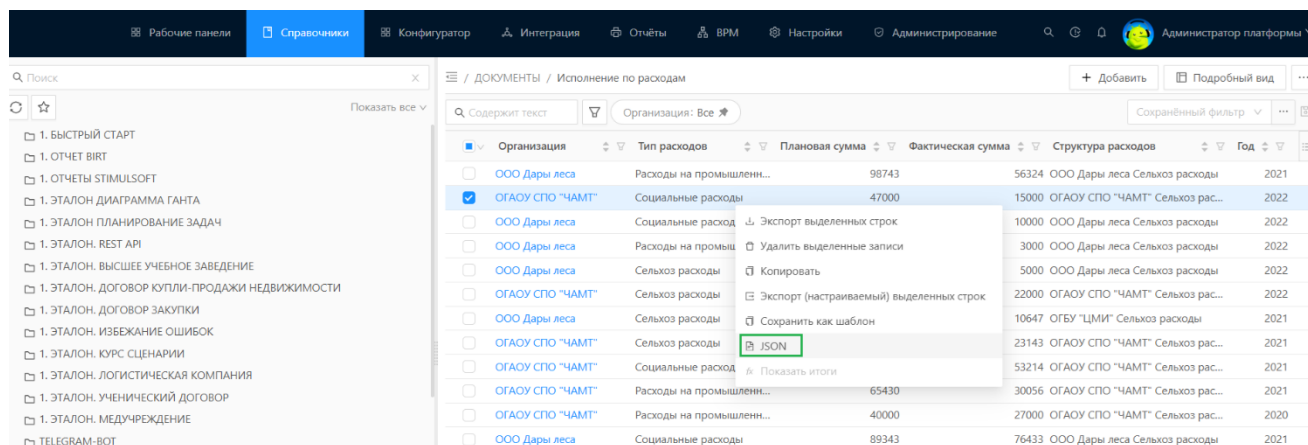 Рабочие панели Справочники Конфигуратор Интеграция Отчёты BPM Настройки Администрирование Администратор платформы
Поиск
ДОКУМЕНТЫ / Исполнение по расходам
+ Добавить Подробный вид
Показать все
Содержит текст Организация: Все Сохранённый фильтр
1. БЫСТРЫЙ СТАРТ
1. ОТЧЕТ BIRT
1. ОТЧЕТЫ STIMULSOFT
1. ЭТАЛОН ДИАГРАММА ГАНТА
1. ЭТАЛОН ПЛАНИРОВАНИЕ ЗАДАЧ
1. ЭТАЛОН. REST API
1. ЭТАЛОН. ВЫСШЕЕ УЧЕБНОЕ ЗАВЕДЕНИЕ
1. ЭТАЛОН. ДОГОВОР КУПЛИ-ПРОДАЖИ НЕДВИЖИМОСТИ
1. ЭТАЛОН. ДОГОВОР ЗАКУПКИ
1. ЭТАЛОН. ИЗБЕЖАНИЕ ОШИБОК
1. ЭТАЛОН. КУРС СЦЕНАРИИ
1. ЭТАЛОН. ЛОГИСТИЧЕСКАЯ КОМПАНИЯ
1. ЭТАЛОН. УЧЕНИЧЕСКИЙ ДОГОВОР
1. ЭТАЛОН. МЕДУЧРЕЖДЕНИЕ
TELEGRAM-BOT
Организация Тип расходов Плановая сумма Фактическая сумма Структура расходов Год
ООО Дары леса Расходы на промышленн... 98743 56324 ООО Дары леса Сельхоз расходы 2021
ОГАОУ СПО "ЧАМТ" Социальные расходы 47000 15000 ОГАОУ СПО "ЧАМТ" Сельхоз рас... 2022
ООО Дары леса Социальные расход 10000 ООО Дары леса Сельхоз расходы 2022
ООО Дары леса Расходы на промыш 3000 ООО Дары леса Сельхоз расходы 2022
ООО Дары леса Сельхоз расходы 5000 ООО Дары леса Сельхоз расходы 2022
ОГАОУ СПО "ЧАМТ" Сельхоз расходы 22000 ОГАОУ СПО "ЧАМТ" Сельхоз рас... 2022
ООО Дары леса Сельхоз расходы 10647 ОГБУ "ЦМИ" Сельхоз расходы 2021
ОГАОУ СПО "ЧАМТ" Сельхоз расходы 23143 ОГАОУ СПО "ЧАМТ" Сельхоз рас... 2021
ОГАОУ СПО "ЧАМТ" Социальные расход 53214 ОГАОУ СПО "ЧАМТ" Сельхоз рас... 2021
ОГАОУ СПО "ЧАМТ" Расходы на промышленн... 65430 30056 ОГАОУ СПО "ЧАМТ" Сельхоз рас... 2021
ОГАОУ СПО "ЧАМТ" Расходы на промышленн... 40000 27000 ОГАОУ СПО "ЧАМТ" Сельхоз рас... 2020
ООО Дары леса Социальные расходы 89343 76433 ООО Дары леса Сельхоз расходы 2021
Экспорт выделенных строк
Удалить выделенные записи
Копировать
Экспорт (настраиваемый) выделенных строк
Сохранить как шаблон
JSON
fx Показать итоги